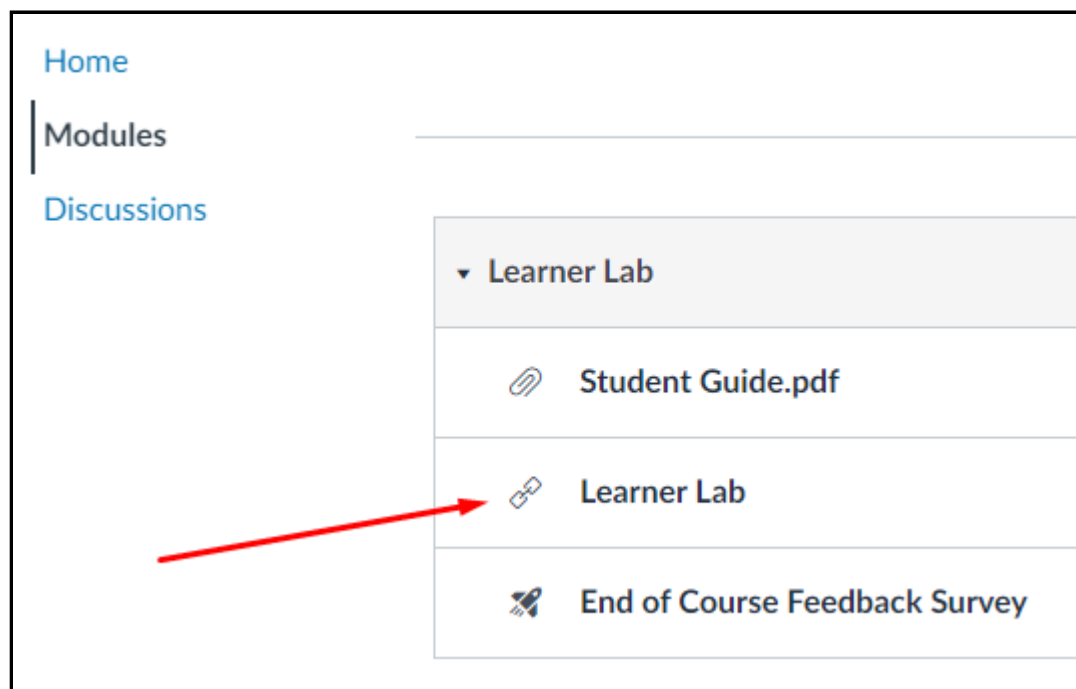 Home
Modules
Discussions
Learner Lab
Student Guide.pdf
Learner Lab
End of Course Feedback Survey